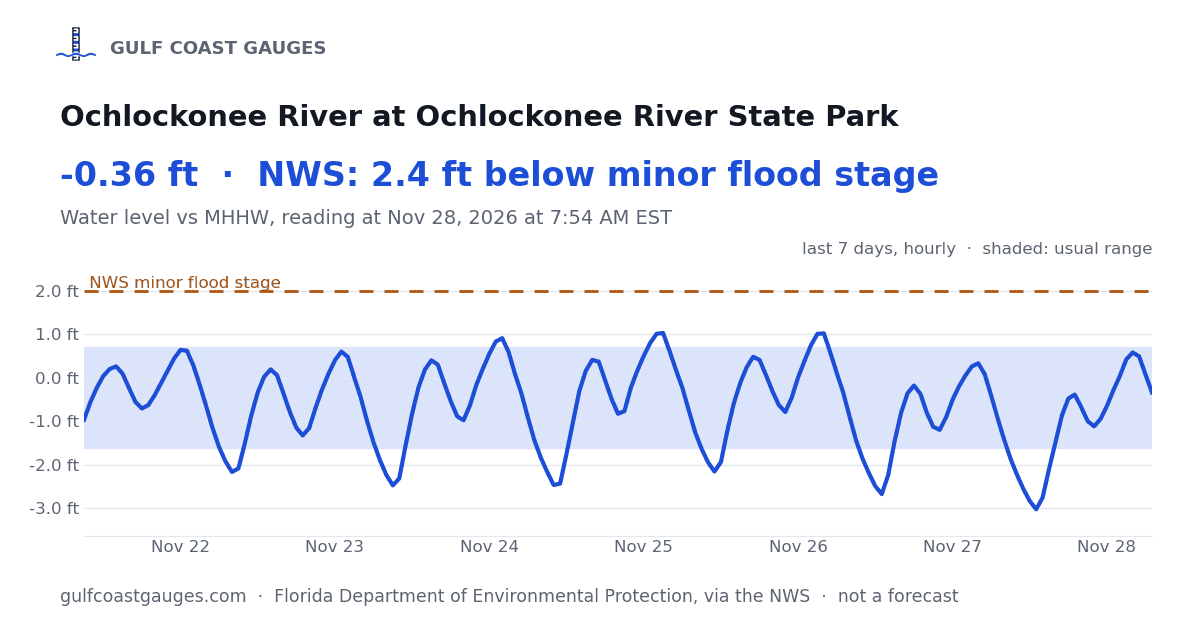 GULF COAST GAUGES
Ochlockonee River at Ochlockonee River State Park
-0.36 ft · NWS: 2.4 ft below minor flood stage
Water level vs MHHW, reading at Nov 28, 2026 at 7:54 AM EST
last 7 days, hourly · shaded: usual range
NWS minor flood stage
2.0 ft
1.0 ft
0.0 ft
-1.0 ft
-2.0 ft
-3.0 ft
Nov 22 Nov 23 Nov 24 Nov 25 Nov 26 Nov 27 Nov 28
gulfcoastgauges.com · Florida Department of Environmental Protection, via the NWS · not a forecast